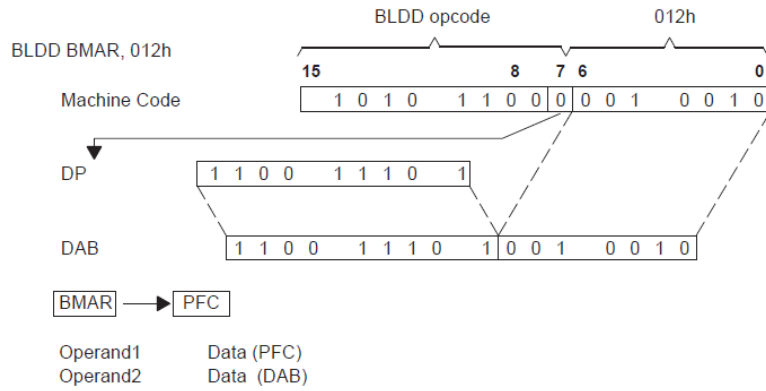 BLDD opcode 012h
BLDD BMAR, 012h
15 8 7 6 0
Machine Code 1 0 1 0 1 1 0 0 0 0 0 1 0 0 1 0
DP 1 1 0 0 1 1 1 0 1
DAB 1 1 0 0 1 1 1 0 1 0 0 1 0 0 1 0
BMAR PFC
Operand1 Data (PFC)
Operand2 Data (DAB)